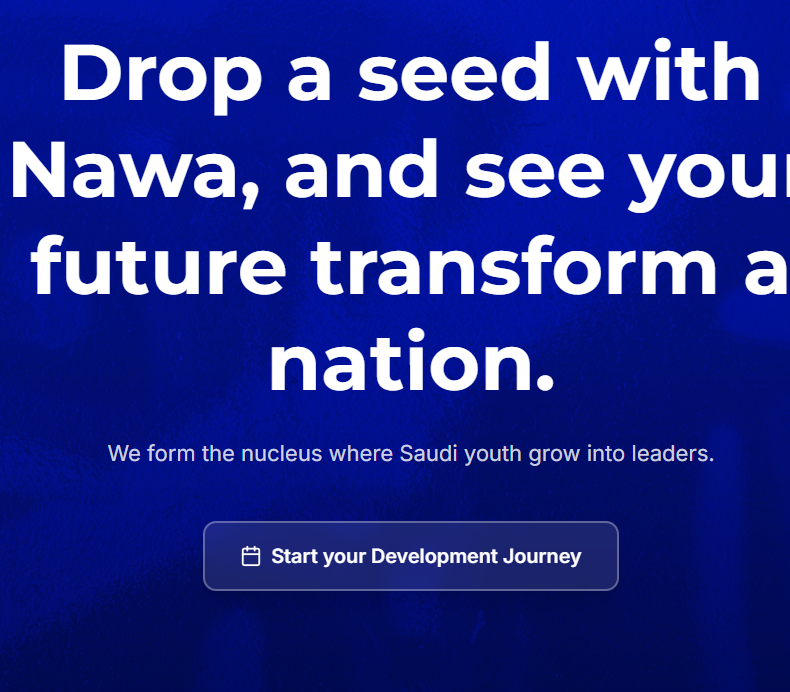 Drop a seed with
Nawa, and see your
future transform a
nation.
We form the nucleus where Saudi youth grow into leaders.
Start your Development Journey